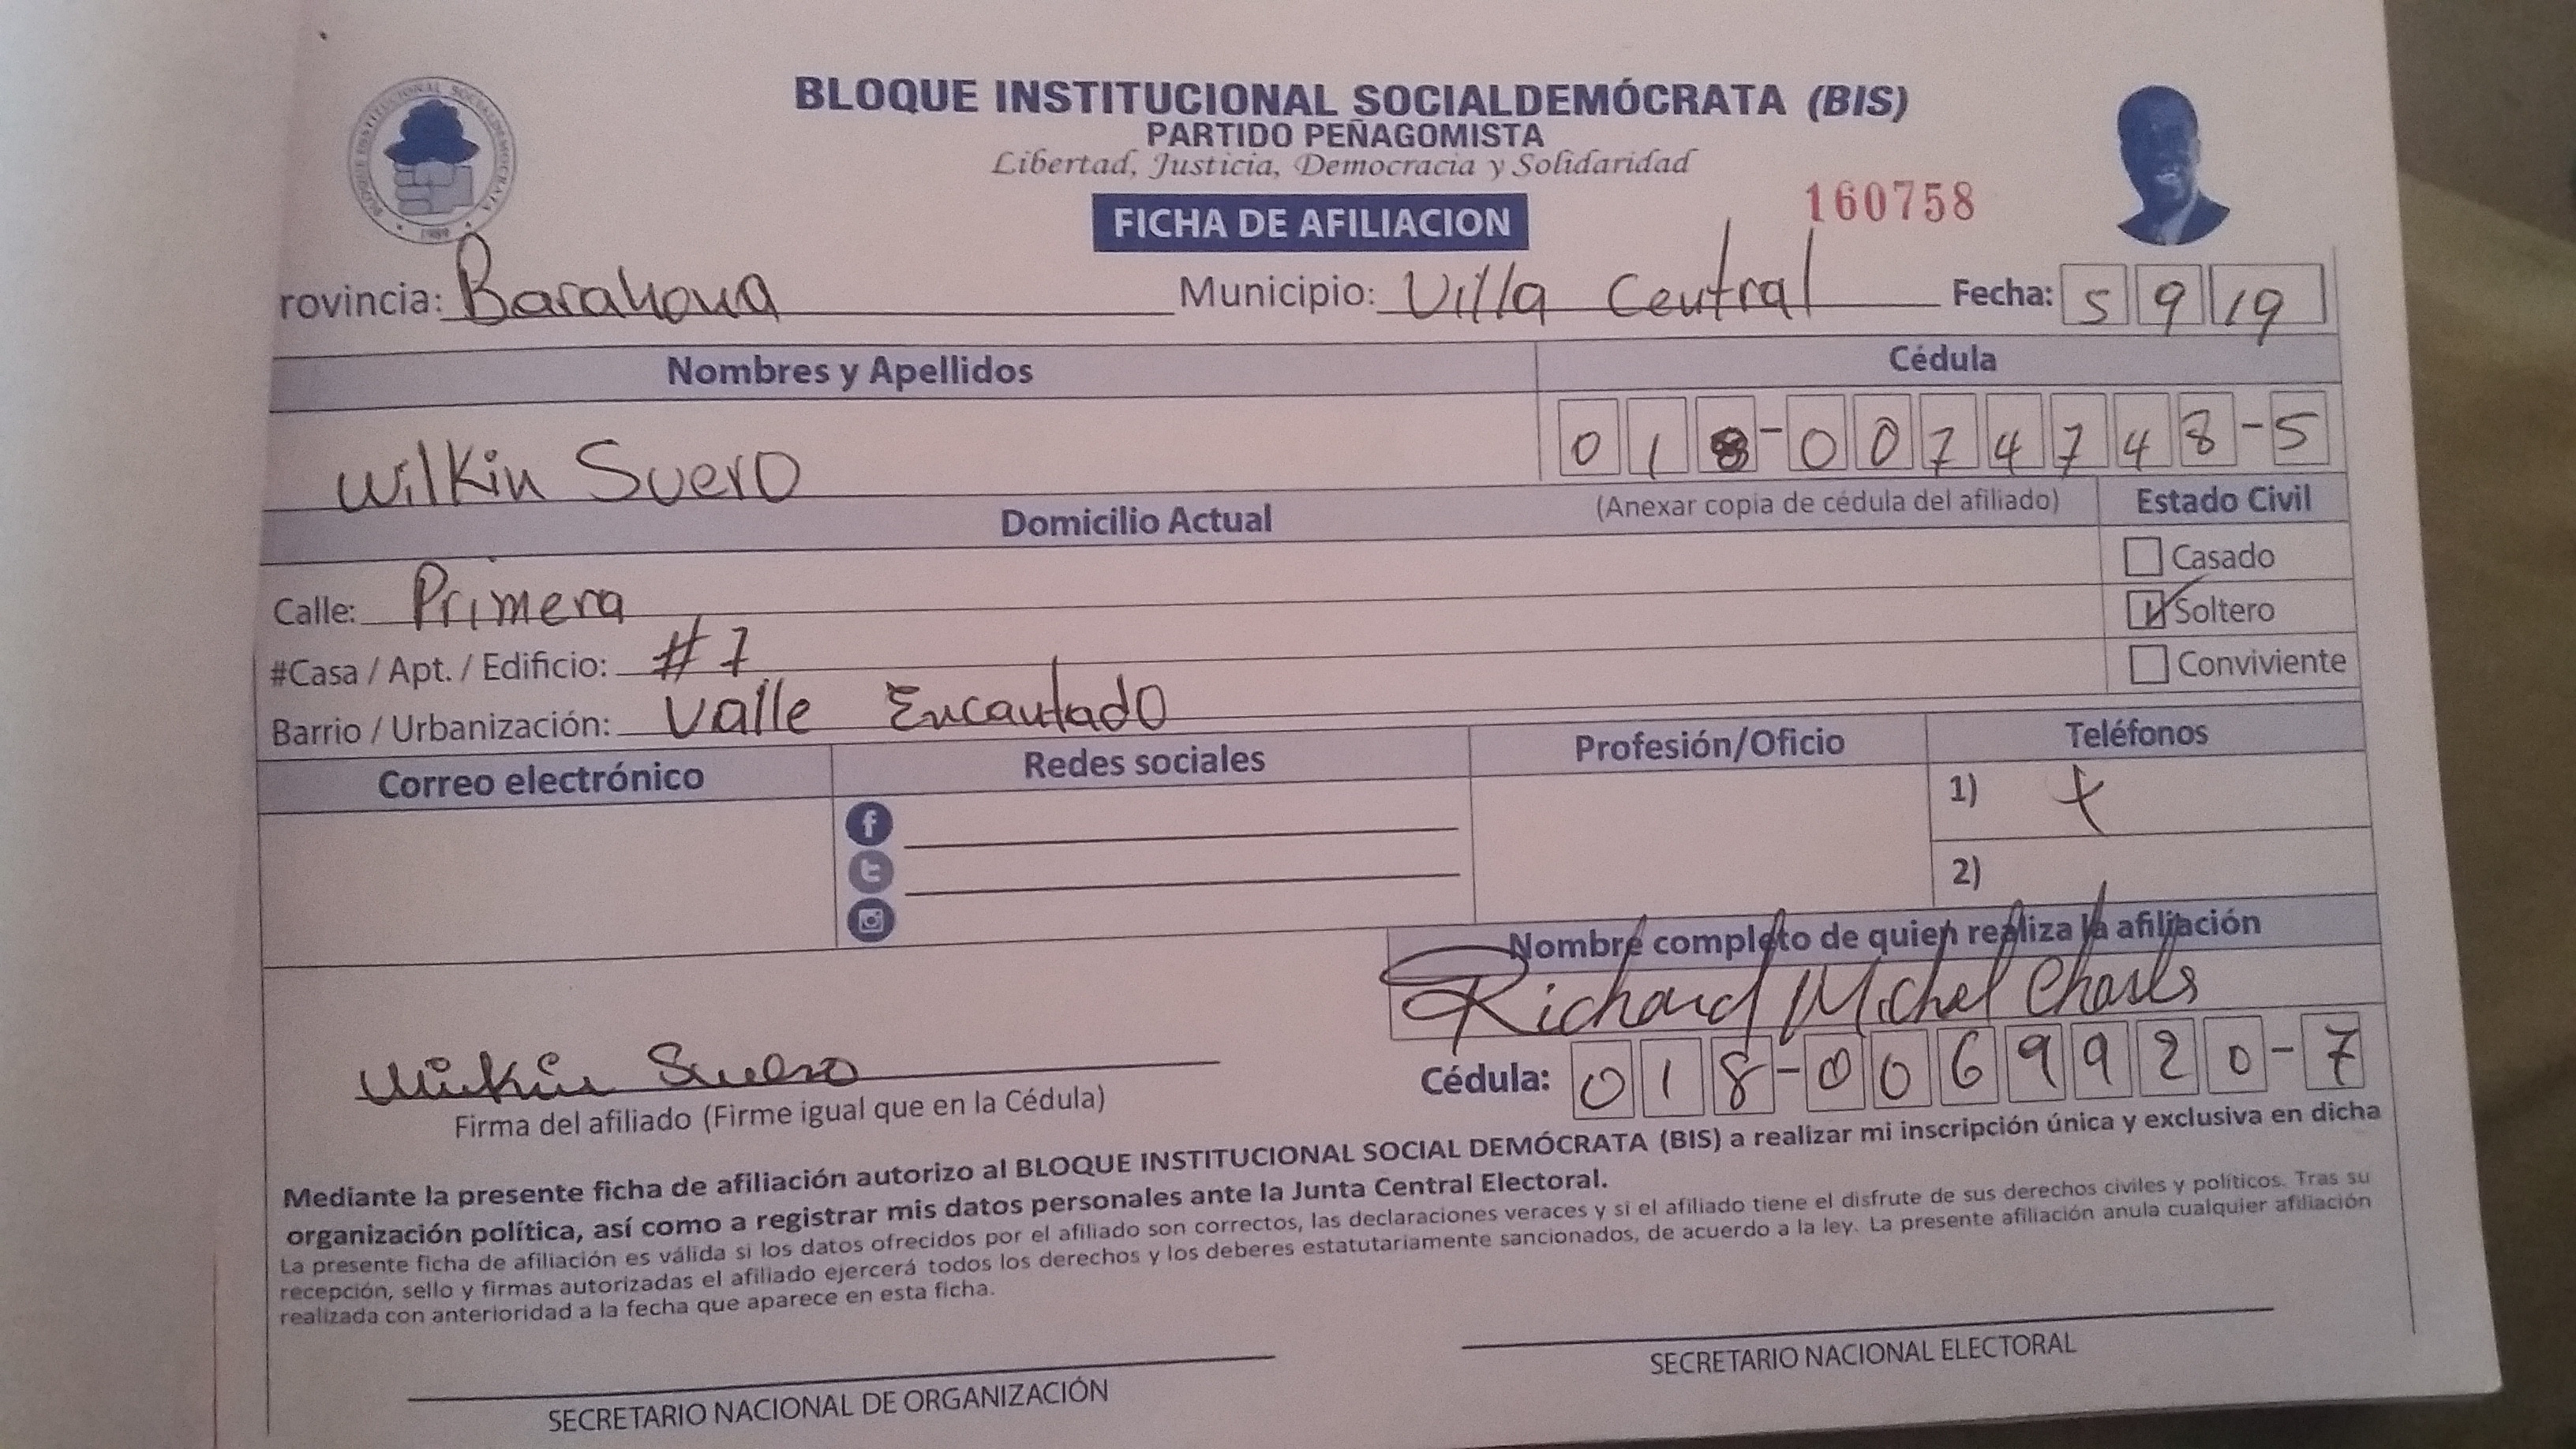 BLOQUE INSTITUCIONAL SOCIALDEMÓCRATA (BIS)
PARTIDO PEÑAGOMISTA
Libertad, Justicia, Democracia y Solidaridad
BLOQUE INSTITUCIONAL SOCIALDEMOCRATA
1989
160758
FICHA DE AFILIACION
rovincia: Barahona Municipio: Villa Central Fecha: 5 9 19
Nombres y Apellidos Cédula
Wilkin Suero 018-0074748-5
Domicilio Actual (Anexar copia de cédula del afiliado) Estado Civil
Casado
Calle: Primera Soltero
#Casa / Apt. / Edificio: #7 Conviviente
Barrio / Urbanización: Valle Encantado
Correo electrónico Redes sociales Profesión/Oficio Teléfonos
1)
2)
Nombre completo de quien realiza la afiliación
Richard Michel Charls
Wilkin Suero Cédula: 018-0069920-7
Firma del afiliado (Firme igual que en la Cédula)
Mediante la presente ficha de afiliación autorizo al BLOQUE INSTITUCIONAL SOCIAL DEMÓCRATA (BIS) a realizar mi inscripción única y exclusiva en dicha
organización política, así como a registrar mis datos personales ante la Junta Central Electoral.
La presente ficha de afiliación es válida si los datos ofrecidos por el afiliado son correctos, las declaraciones veraces y si el afiliado tiene el disfrute de sus derechos civiles y políticos. Tras su
recepción, sello y firmas autorizadas el afiliado ejercerá todos los derechos y los deberes estatutariamente sancionados, de acuerdo a la ley. La presente afiliación anula cualquier afiliación
realizada con anterioridad a la fecha que aparece en esta ficha.
SECRETARIO NACIONAL DE ORGANIZACIÓN SECRETARIO NACIONAL ELECTORAL